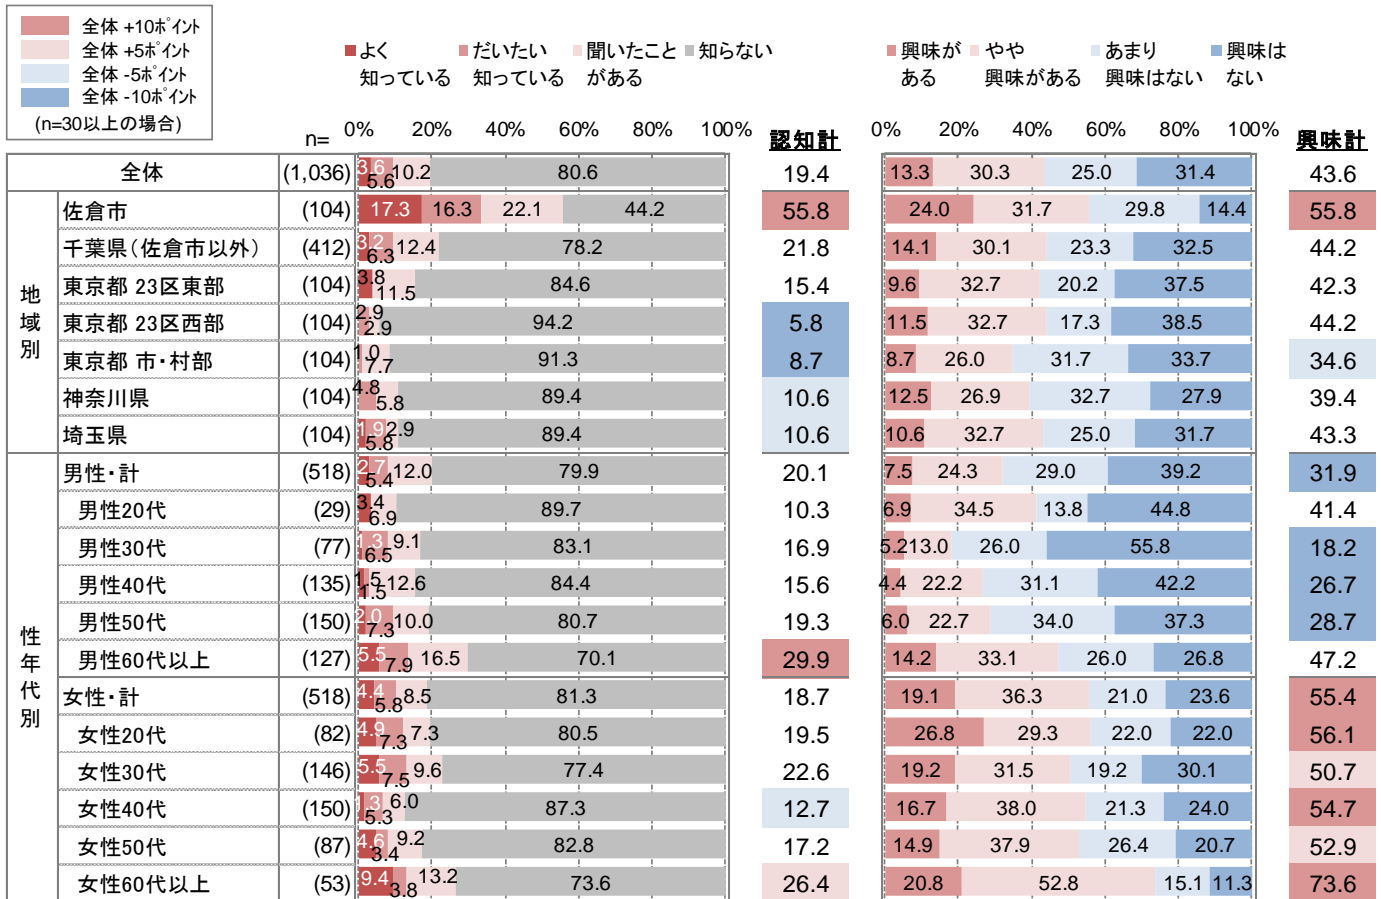 全体 +10ﾎﾟｲﾝﾄ
全体 +5ﾎﾟｲﾝﾄ
全体 -5ﾎﾟｲﾝﾄ
全体 -10ﾎﾟｲﾝﾄ
(n=30以上の場合)
よく 知っている だいたい 知っている 聞いたこと がある 知らない
興味が ある やや 興味がある あまり 興味はない 興味は ない
n= 0% 20% 40% 60% 80% 100% 認知計 0% 20% 40% 60% 80% 100% 興味計
全体 (1,036) 3.6 5.6 10.2 80.6 19.4 13.3 30.3 25.0 31.4 43.6
地域別
佐倉市 (104) 17.3 16.3 22.1 44.2 55.8 24.0 31.7 29.8 14.4 55.8
千葉県(佐倉市以外) (412) 3.2 6.3 12.4 78.2 21.8 14.1 30.1 23.3 32.5 44.2
東京都 23区東部 (104) 3.8 11.5 84.6 15.4 9.6 32.7 20.2 37.5 42.3
東京都 23区西部 (104) 2.9 2.9 94.2 5.8 11.5 32.7 17.3 38.5 44.2
東京都 市・村部 (104) 1.0 7.7 91.3 8.7 8.7 26.0 31.7 33.7 34.6
神奈川県 (104) 4.8 5.8 89.4 10.6 12.5 26.9 32.7 27.9 39.4
埼玉県 (104) 1.9 5.8 2.9 89.4 10.6 10.6 32.7 25.0 31.7 43.3
性年代別
男性・計 (518) 2.7 5.4 12.0 79.9 20.1 7.5 24.3 29.0 39.2 31.9
男性20代 (29) 3.4 6.9 89.7 10.3 6.9 34.5 13.8 44.8 41.4
男性30代 (77) 1.3 6.5 9.1 83.1 16.9 5.2 13.0 26.0 55.8 18.2
男性40代 (135) 1.5 1.5 12.6 84.4 15.6 4.4 22.2 31.1 42.2 26.7
男性50代 (150) 2.0 7.3 10.0 80.7 19.3 6.0 22.7 34.0 37.3 28.7
男性60代以上 (127) 5.5 7.9 16.5 70.1 29.9 14.2 33.1 26.0 26.8 47.2
女性・計 (518) 4.4 5.8 8.5 81.3 18.7 19.1 36.3 21.0 23.6 55.4
女性20代 (82) 4.9 7.3 7.3 80.5 19.5 26.8 29.3 22.0 22.0 56.1
女性30代 (146) 5.5 7.5 9.6 77.4 22.6 19.2 31.5 19.2 30.1 50.7
女性40代 (150) 1.3 5.3 6.0 87.3 12.7 16.7 38.0 21.3 24.0 54.7
女性50代 (87) 4.6 3.4 9.2 82.8 17.2 14.9 37.9 26.4 20.7 52.9
女性60代以上 (53) 9.4 3.8 13.2 73.6 26.4 20.8 52.8 15.1 11.3 73.6